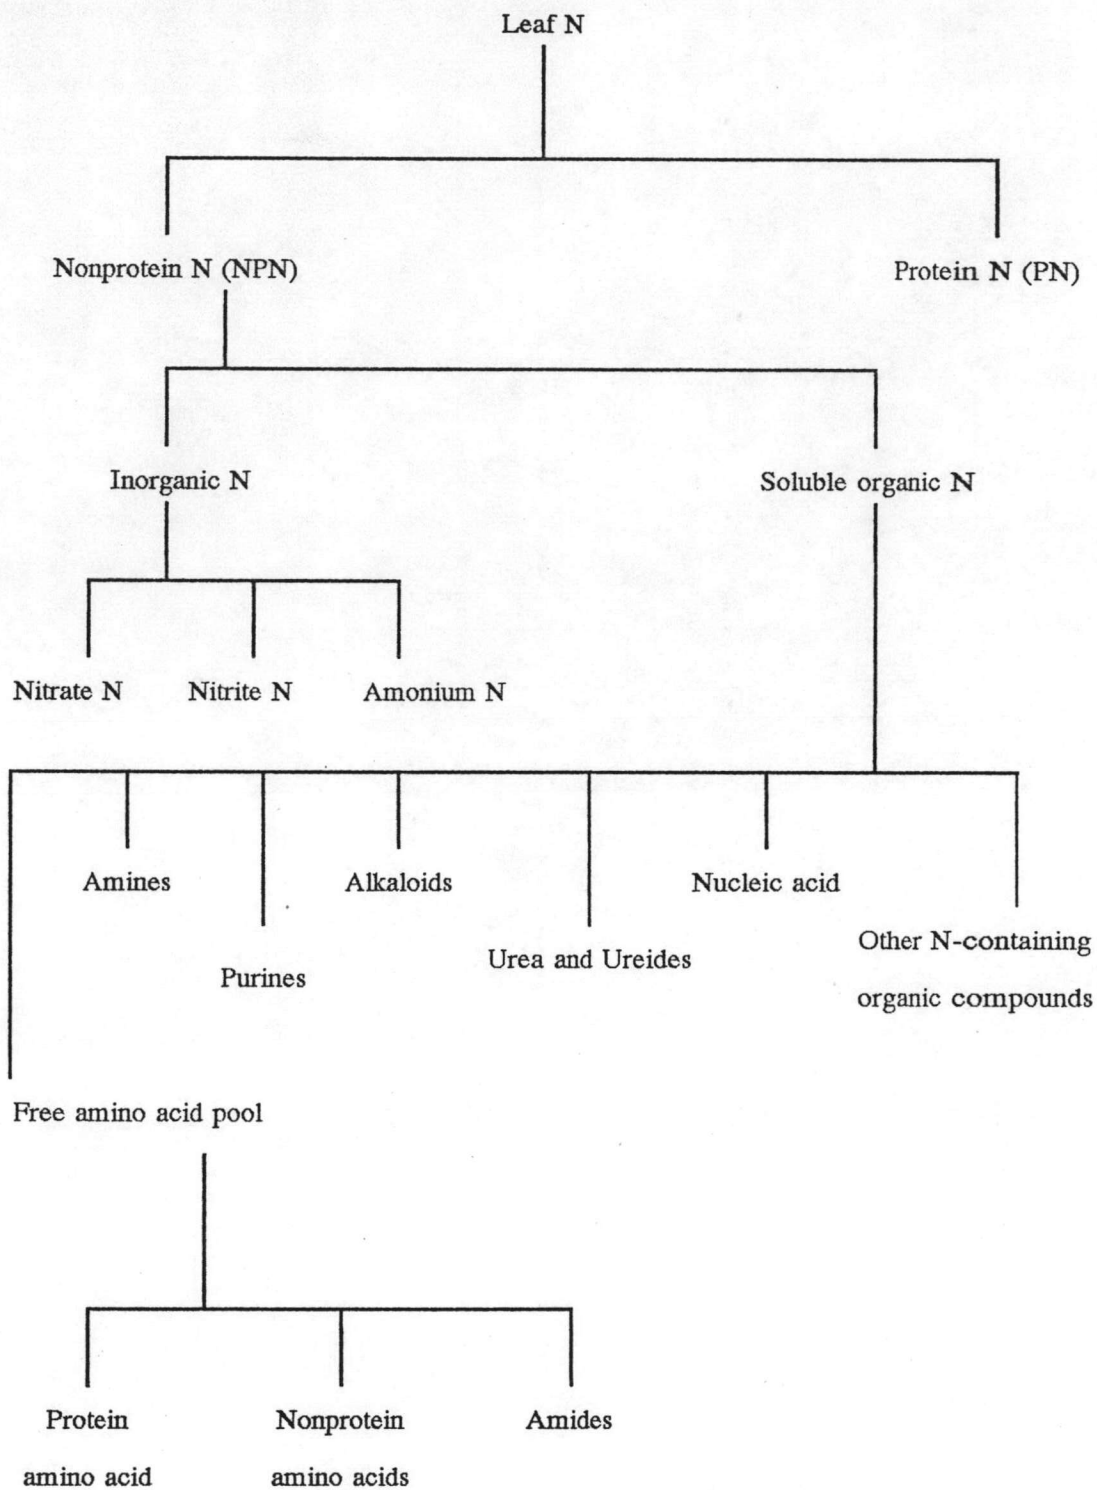 Leaf N
Nonprotein N (NPN)
Protein N (PN)
Inorganic N
Soluble organic N
Nitrate N
Nitrite N
Amonium N
Amines
Alkaloids
Nucleic acid
Purines
Urea and Ureides
Other N-containing
organic compounds
Free amino acid pool
Protein
amino acid
Nonprotein
amino acids
Amides